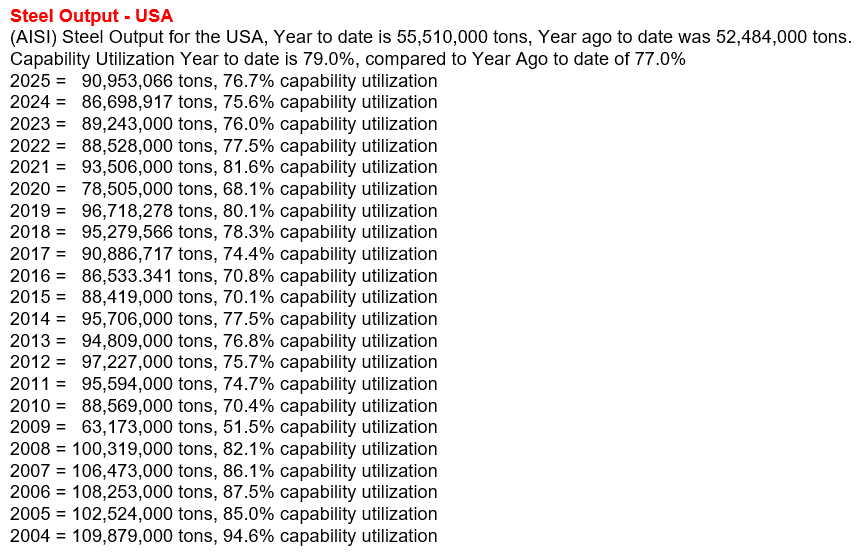 Steel Output - USA
(AISI) Steel Output for the USA, Year to date is 55,510,000 tons, Year ago to date was 52,484,000 tons.
Capability Utilization Year to date is 79.0%, compared to Year Ago to date of 77.0%
2025 = 90,953,066 tons, 76.7% capability utilization
2024 = 86,698,917 tons, 75.6% capability utilization
2023 = 89,243,000 tons, 76.0% capability utilization
2022 = 88,528,000 tons, 77.5% capability utilization
2021 = 93,506,000 tons, 81.6% capability utilization
2020 = 78,505,000 tons, 68.1% capability utilization
2019 = 96,718,278 tons, 80.1% capability utilization
2018 = 95,279,566 tons, 78.3% capability utilization
2017 = 90,886,717 tons, 74.4% capability utilization
2016 = 86,533.341 tons, 70.8% capability utilization
2015 = 88,419,000 tons, 70.1% capability utilization
2014 = 95,706,000 tons, 77.5% capability utilization
2013 = 94,809,000 tons, 76.8% capability utilization
2012 = 97,227,000 tons, 75.7% capability utilization
2011 = 95,594,000 tons, 74.7% capability utilization
2010 = 88,569,000 tons, 70.4% capability utilization
2009 = 63,173,000 tons, 51.5% capability utilization
2008 = 100,319,000 tons, 82.1% capability utilization
2007 = 106,473,000 tons, 86.1% capability utilization
2006 = 108,253,000 tons, 87.5% capability utilization
2005 = 102,524,000 tons, 85.0% capability utilization
2004 = 109,879,000 tons, 94.6% capability utilization